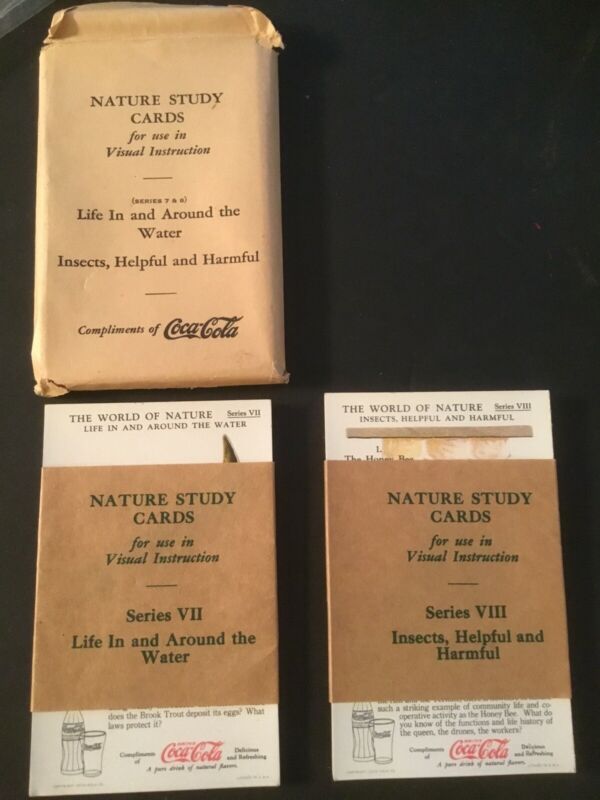 NATURE STUDY
CARDS
for use in
Visual Instruction
(SERIES 7 & 8)
Life In and Around the
Water
Insects, Helpful and Harmful
Compliments of Coca-Cola
THE WORLD OF NATURE Series VII
LIFE IN AND AROUND THE WATER
NATURE STUDY
CARDS
for use in
Visual Instruction
Series VII
Life In and Around the
Water
does the Brook Trout deposit its eggs? What
laws protect it?
Compliments
of
Coca-Cola
Delicious
and Refreshing
A pure drink of natural flavors.
THE WORLD OF NATURE Series VIII
INSECTS, HELPFUL AND HARMFUL
The Honey Bee
NATURE STUDY
CARDS
for use in
Visual Instruction
Series VIII
Insects, Helpful and
Harmful
such a striking example of community life and co-
operative activity as the Honey Bee. What do
you know of the functions and life history of
the queen, the drones, the workers?
Compliments
of
Coca-Cola
Delicious
and Refreshing
A pure drink of natural flavors.